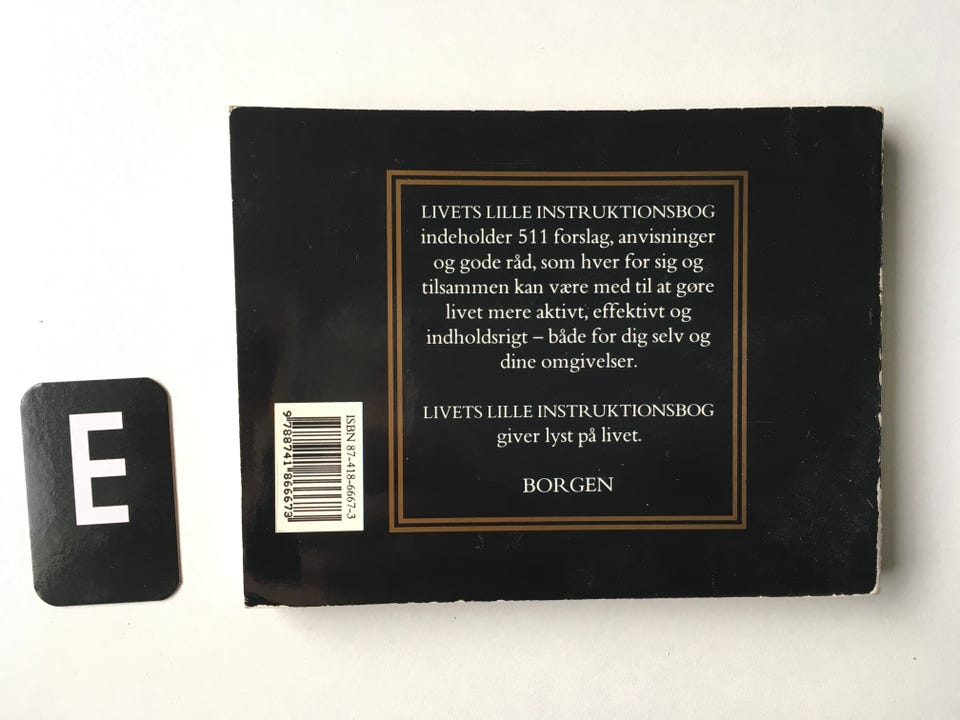 LIVETS LILLE INSTRUKTIONSBOG
indeholder 511 forslag, anvisninger
og gode råd, som hver for sig og
tilsammen kan være med til at gøre
livet mere aktivt, effektivt og
indholdsrigt – både for dig selv og
dine omgivelser.
LIVETS LILLE INSTRUKTIONSBOG
giver lyst på livet.
BORGEN
ISBN 87-418-6667-3
9788741866673
E